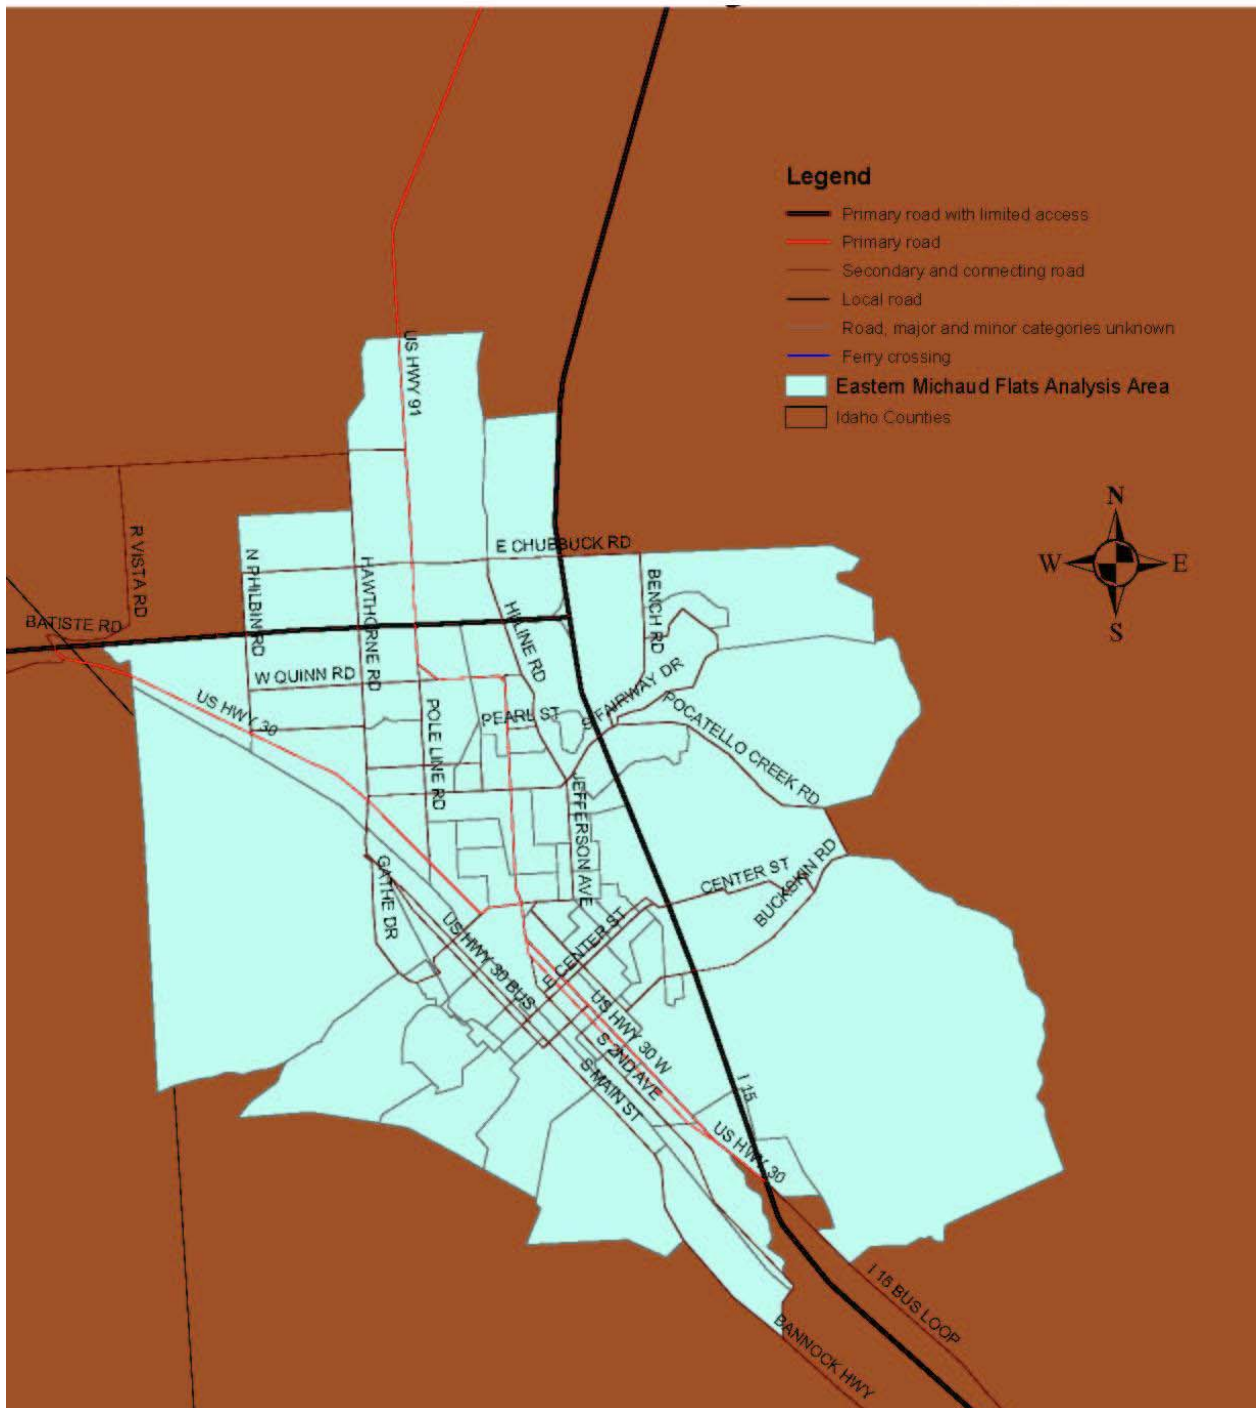 Legend
Primary road with limited access
Primary road
Secondary and connecting road
Local road
Road, major and minor categories unknown
Ferry crossing
Eastern Michaud Flats Analysis Area
Idaho Counties
N
W E
S
US HWY 91
R VISTA RD
BATISTE RD
N PHILBIN RD
HAWTHORNE RD
E CHUBBUCK RD
BENCH RD
HILINE RD
W QUINN RD
US HWY 30
POLE LINE RD
PEARL ST
FAIRWAY DR
POCATELLO CREEK RD
JEFFERSON AVE
CENTER ST
BUCKSKIN RD
GATHE DR
US HWY 30 BUS
E CENTER ST
US HWY 30 W
S 2ND AVE
S MAIN ST
I 15
US HWY 30
I 15 BUS LOOP
BANNOCK HWY